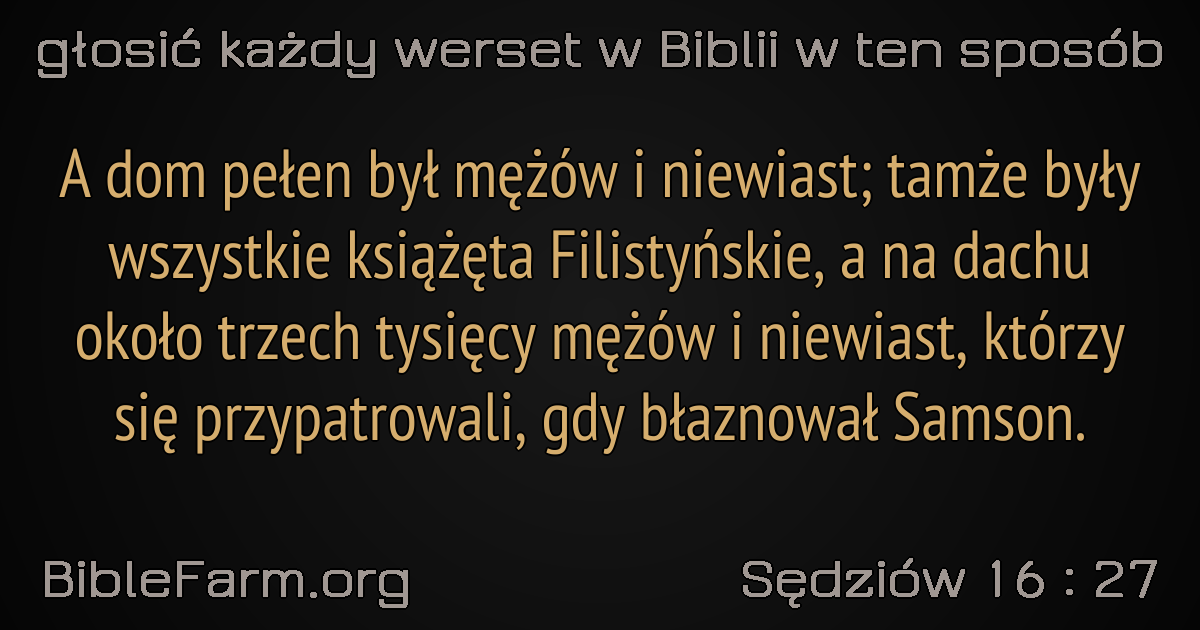 głosić każdy werset w Biblii w ten sposób
A dom pełen był mężów i niewiast; tamże były
wszystkie książęta Filistyńskie, a na dachu
około trzech tysięcy mężów i niewiast, którzy
się przypatrowali, gdy błaznował Samson.
BibleFarm.org
Sędziów 16 : 27